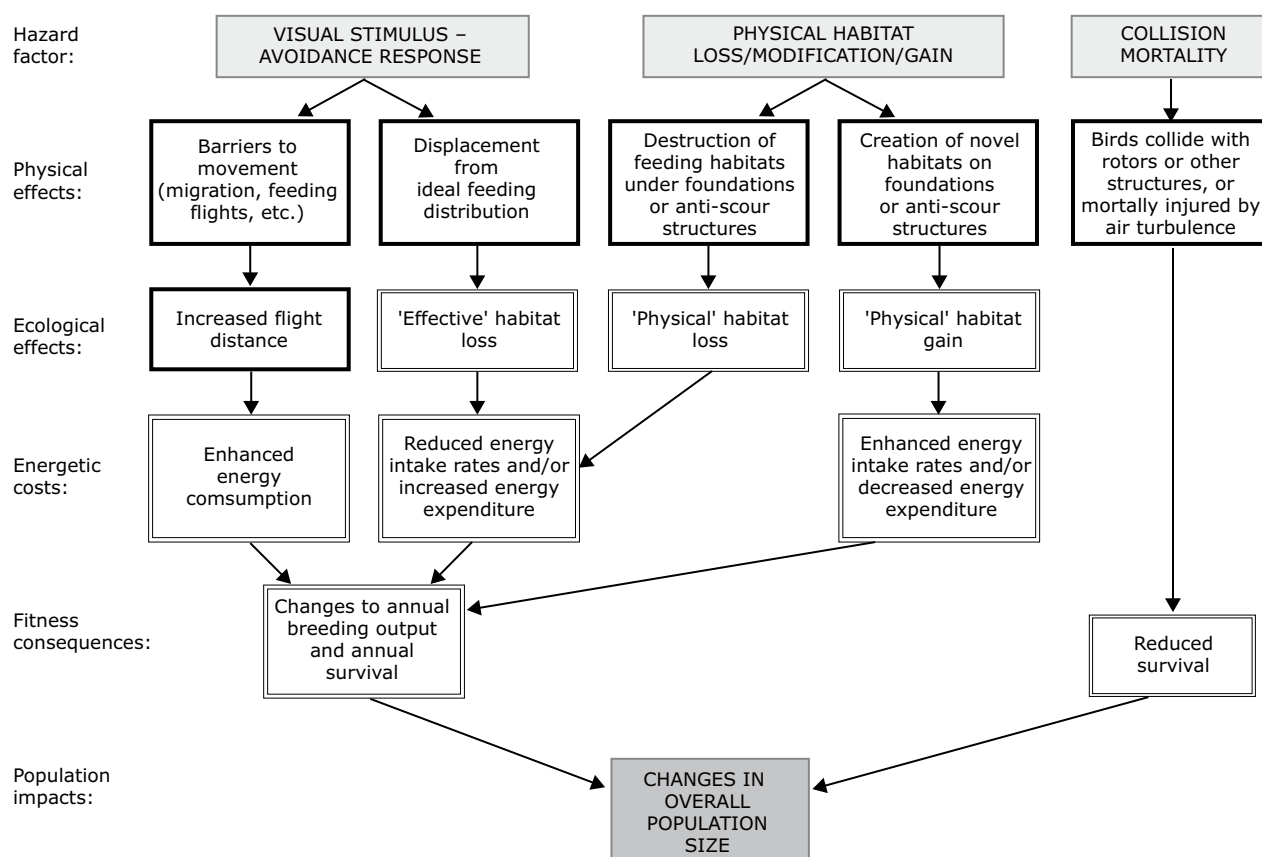 Hazard
factor:
VISUAL STIMULUS –
AVOIDANCE RESPONSE
PHYSICAL HABITAT
LOSS/MODIFICATION/GAIN
COLLISION
MORTALITY
Physical
effects:
Barriers to
movement
(migration, feeding
flights, etc.)
Displacement
from
ideal feeding
distribution
Destruction of
feeding habitats
under foundations
or anti-scour
structures
Creation of novel
habitats on
foundations
or anti-scour
structures
Birds collide with
rotors or other
structures, or
mortally injured by
air turbulence
Ecological
effects:
Increased flight
distance
'Effective' habitat
loss
'Physical' habitat
loss
'Physical' habitat
gain
Energetic
costs:
Enhanced
energy
comsumption
Reduced energy
intake rates and/or
increased energy
expenditure
Enhanced energy
intake rates and/or
decreased energy
expenditure
Fitness
consequences:
Changes to annual
breeding output
and annual
survival
Reduced
survival
Population
impacts:
CHANGES IN
OVERALL
POPULATION
SIZE